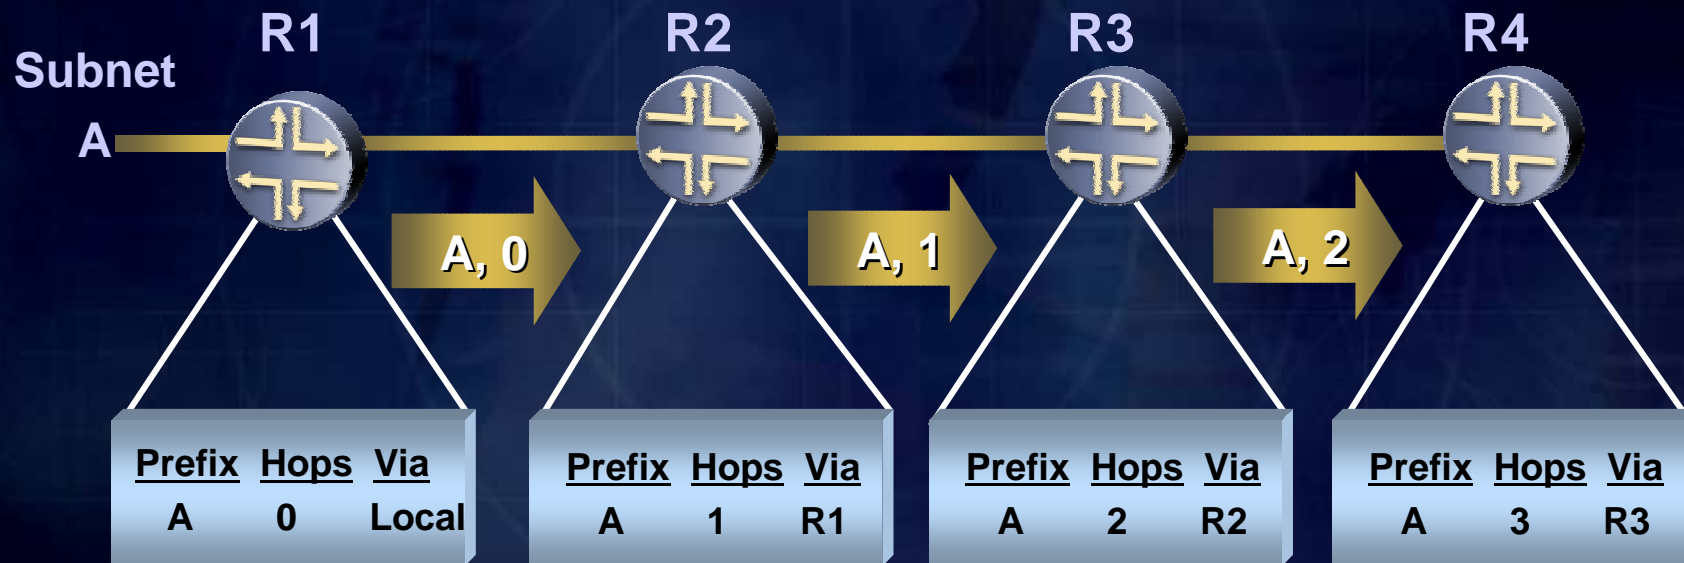 R1
R2
R3
R4
Subnet
A
A, 0
A, 1
A, 2
Prefix Hops Via
A 0 Local
Prefix Hops Via
A 1 R1
Prefix Hops Via
A 2 R2
Prefix Hops Via
A 3 R3